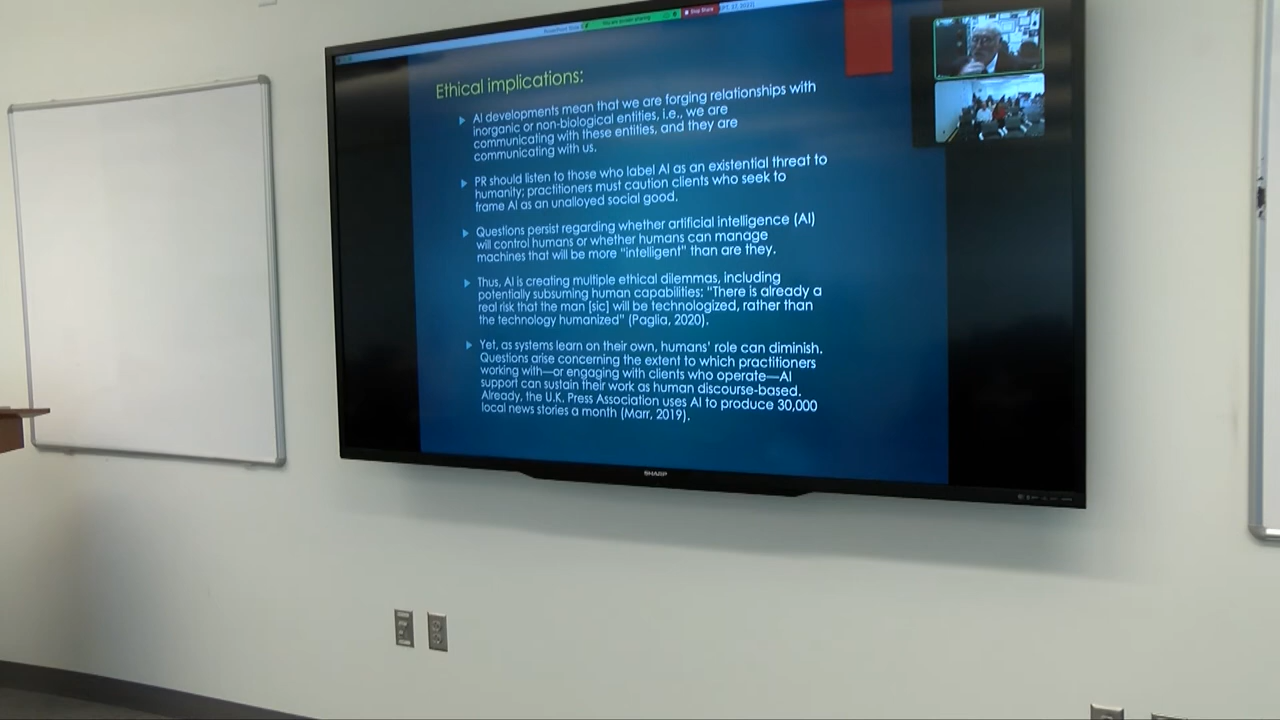 You are screen sharing
Stop Share
Ethical implications:
AI developments mean that we are forging relationships with
inorganic or non-biological entities, i.e., we are
communicating with these entities, and they are
communicating with us.
PR should listen to those who label AI as an existential threat to
humanity; practitioners must caution clients who seek to
frame AI as an unalloyed social good.
Questions persist regarding whether artificial intelligence (AI)
will control humans or whether humans can manage
machines that will be more “intelligent” than are they.
Thus, AI is creating multiple ethical dilemmas, including
potentially subsuming human capabilities: “There is already a
real risk that the man [sic] will be technologized, rather than
the technology humanized” (Paglia, 2020).
Yet, as systems learn on their own, humans’ role can diminish.
Questions arise concerning the extent to which practitioners
working with—or engaging with clients who operate—AI
support can sustain their work as human discourse-based.
Already, the U.K. Press Association uses AI to produce 30,000
local news stories a month (Marr, 2019).
SHARP